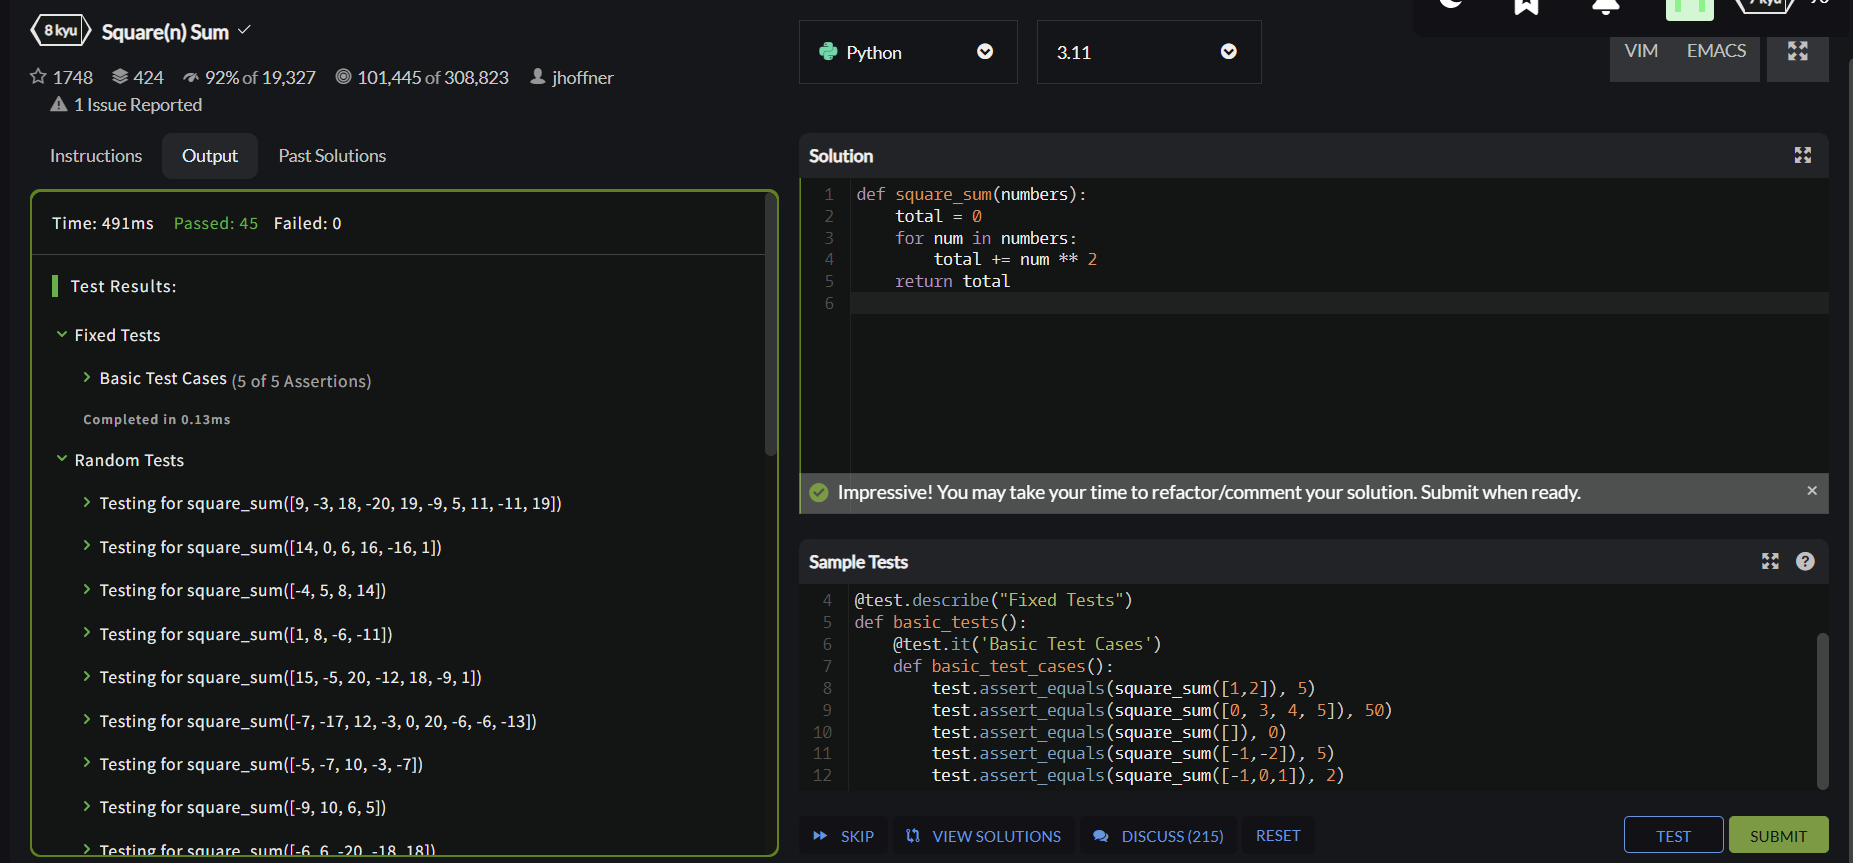 8 kyu Square(n) Sum
1748 424 92% of 19,327 101,445 of 308,823 jhoffner
1 Issue Reported
Instructions Output Past Solutions
Time: 491ms Passed: 45 Failed: 0
Test Results:
Fixed Tests
Basic Test Cases (5 of 5 Assertions)
Completed in 0.13ms
Random Tests
Testing for square_sum([9, -3, 18, -20, 19, -9, 5, 11, -11, 19])
Testing for square_sum([14, 0, 6, 16, -16, 1])
Testing for square_sum([-4, 5, 8, 14])
Testing for square_sum([1, 8, -6, -11])
Testing for square_sum([15, -5, 20, -12, 18, -9, 1])
Testing for square_sum([-7, -17, 12, -3, 0, 20, -6, -6, -13])
Testing for square_sum([-5, -7, 10, -3, -7])
Testing for square_sum([-9, 10, 6, 5])
Testing for square_sum([-6, 6, -20, -18, 18])
Python 3.11
VIM EMACS
Solution
1 def square_sum(numbers):
2 total = 0
3 for num in numbers:
4 total += num ** 2
5 return total
6
Impressive! You may take your time to refactor/comment your solution. Submit when ready. ×
Sample Tests ?
4 @test.describe("Fixed Tests")
5 def basic_tests():
6 @test.it('Basic Test Cases')
7 def basic_test_cases():
8 test.assert_equals(square_sum([1,2]), 5)
9 test.assert_equals(square_sum([0, 3, 4, 5]), 50)
10 test.assert_equals(square_sum([]), 0)
11 test.assert_equals(square_sum([-1,-2]), 5)
12 test.assert_equals(square_sum([-1,0,1]), 2)
SKIP VIEW SOLUTIONS DISCUSS (215) RESET TEST SUBMIT